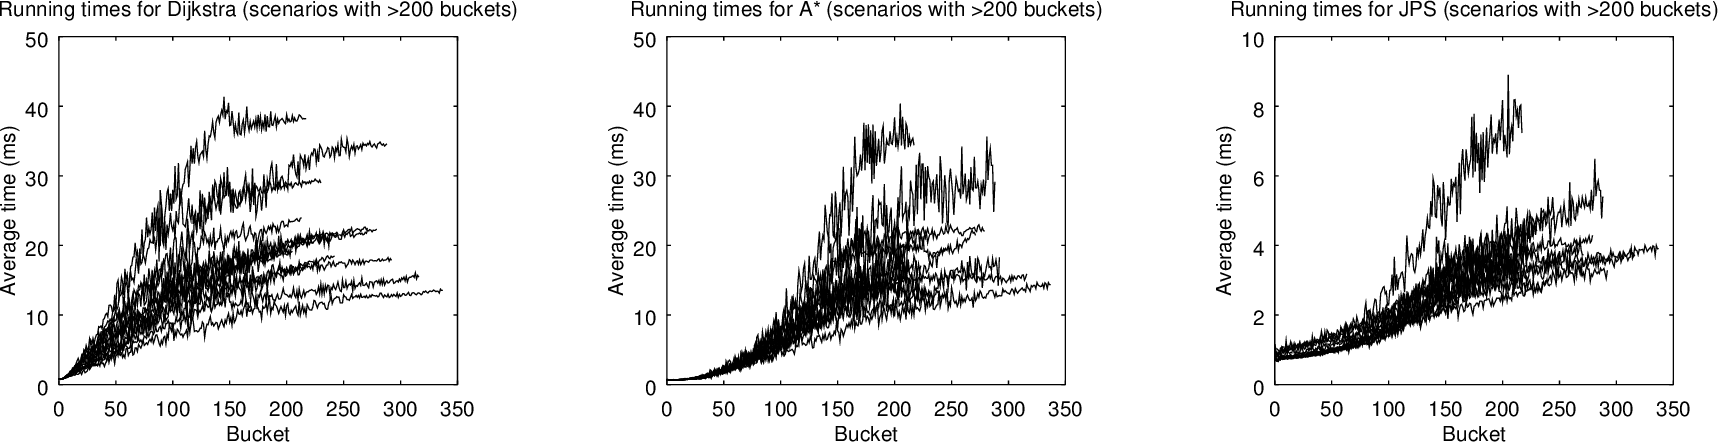 Running times for Dijkstra (scenarios with >200 buckets)
50
40
30
20
10
0
Average time (ms)
0 50 100 150 200 250 300 350
Bucket
Running times for A* (scenarios with >200 buckets)
50
40
30
20
10
0
Average time (ms)
0 50 100 150 200 250 300 350
Bucket
Running times for JPS (scenarios with >200 buckets)
10
8
6
4
2
0
Average time (ms)
0 50 100 150 200 250 300 350
Bucket